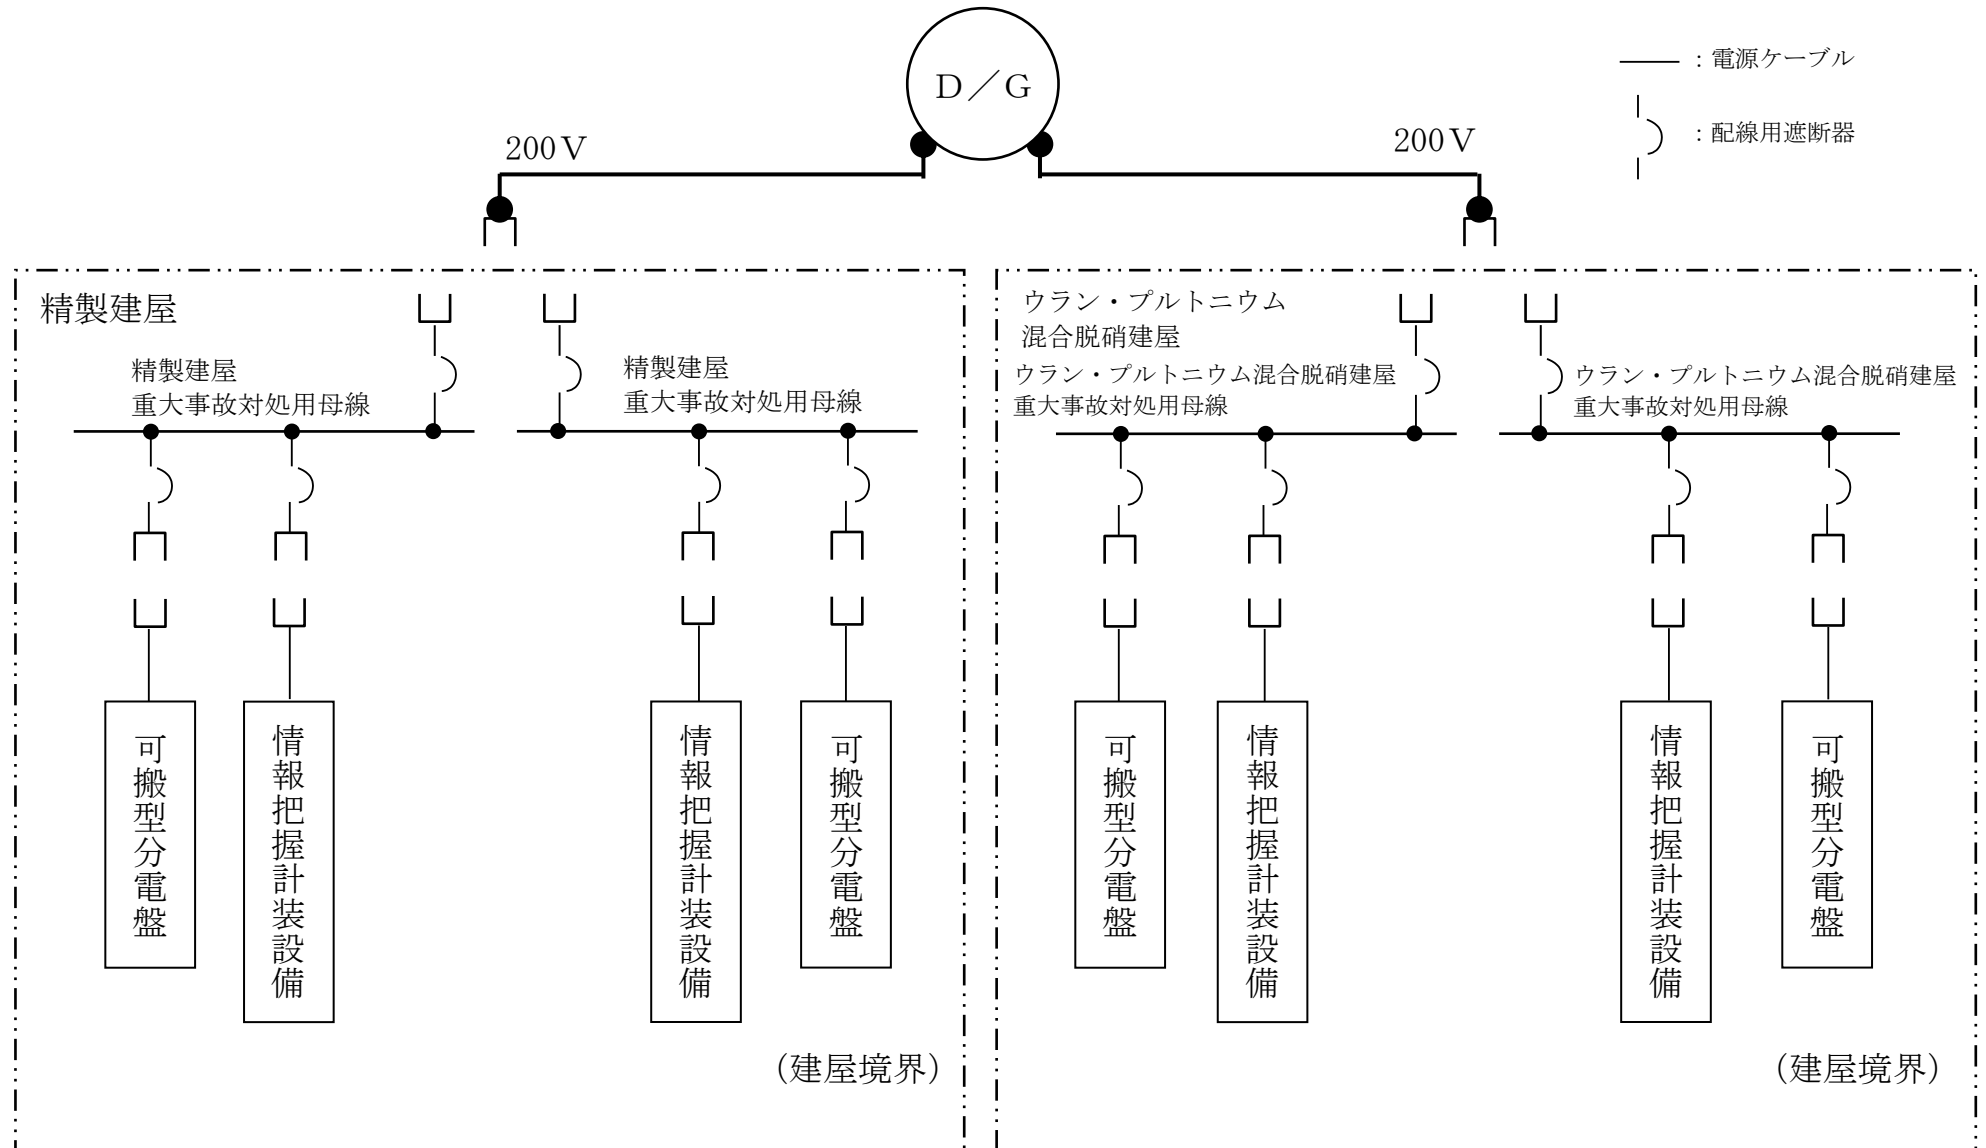 D／G
200V
200V
：電源ケーブル
：配線用遮断器
精製建屋
精製建屋
重大事故対処用母線
精製建屋
重大事故対処用母線
可搬型分電盤
情報把握計装設備
情報把握計装設備
可搬型分電盤
（建屋境界）
ウラン・プルトニウム
混合脱硝建屋
ウラン・プルトニウム混合脱硝建屋
重大事故対処用母線
ウラン・プルトニウム混合脱硝建屋
重大事故対処用母線
可搬型分電盤
情報把握計装設備
情報把握計装設備
可搬型分電盤
（建屋境界）